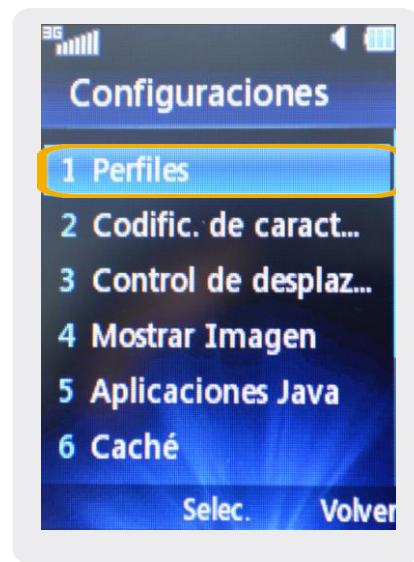 3G
Configuraciones
1 Perfiles
2 Codific. de caract...
3 Control de desplaz...
4 Mostrar Imagen
5 Aplicaciones Java
6 Caché
Selec. Volver